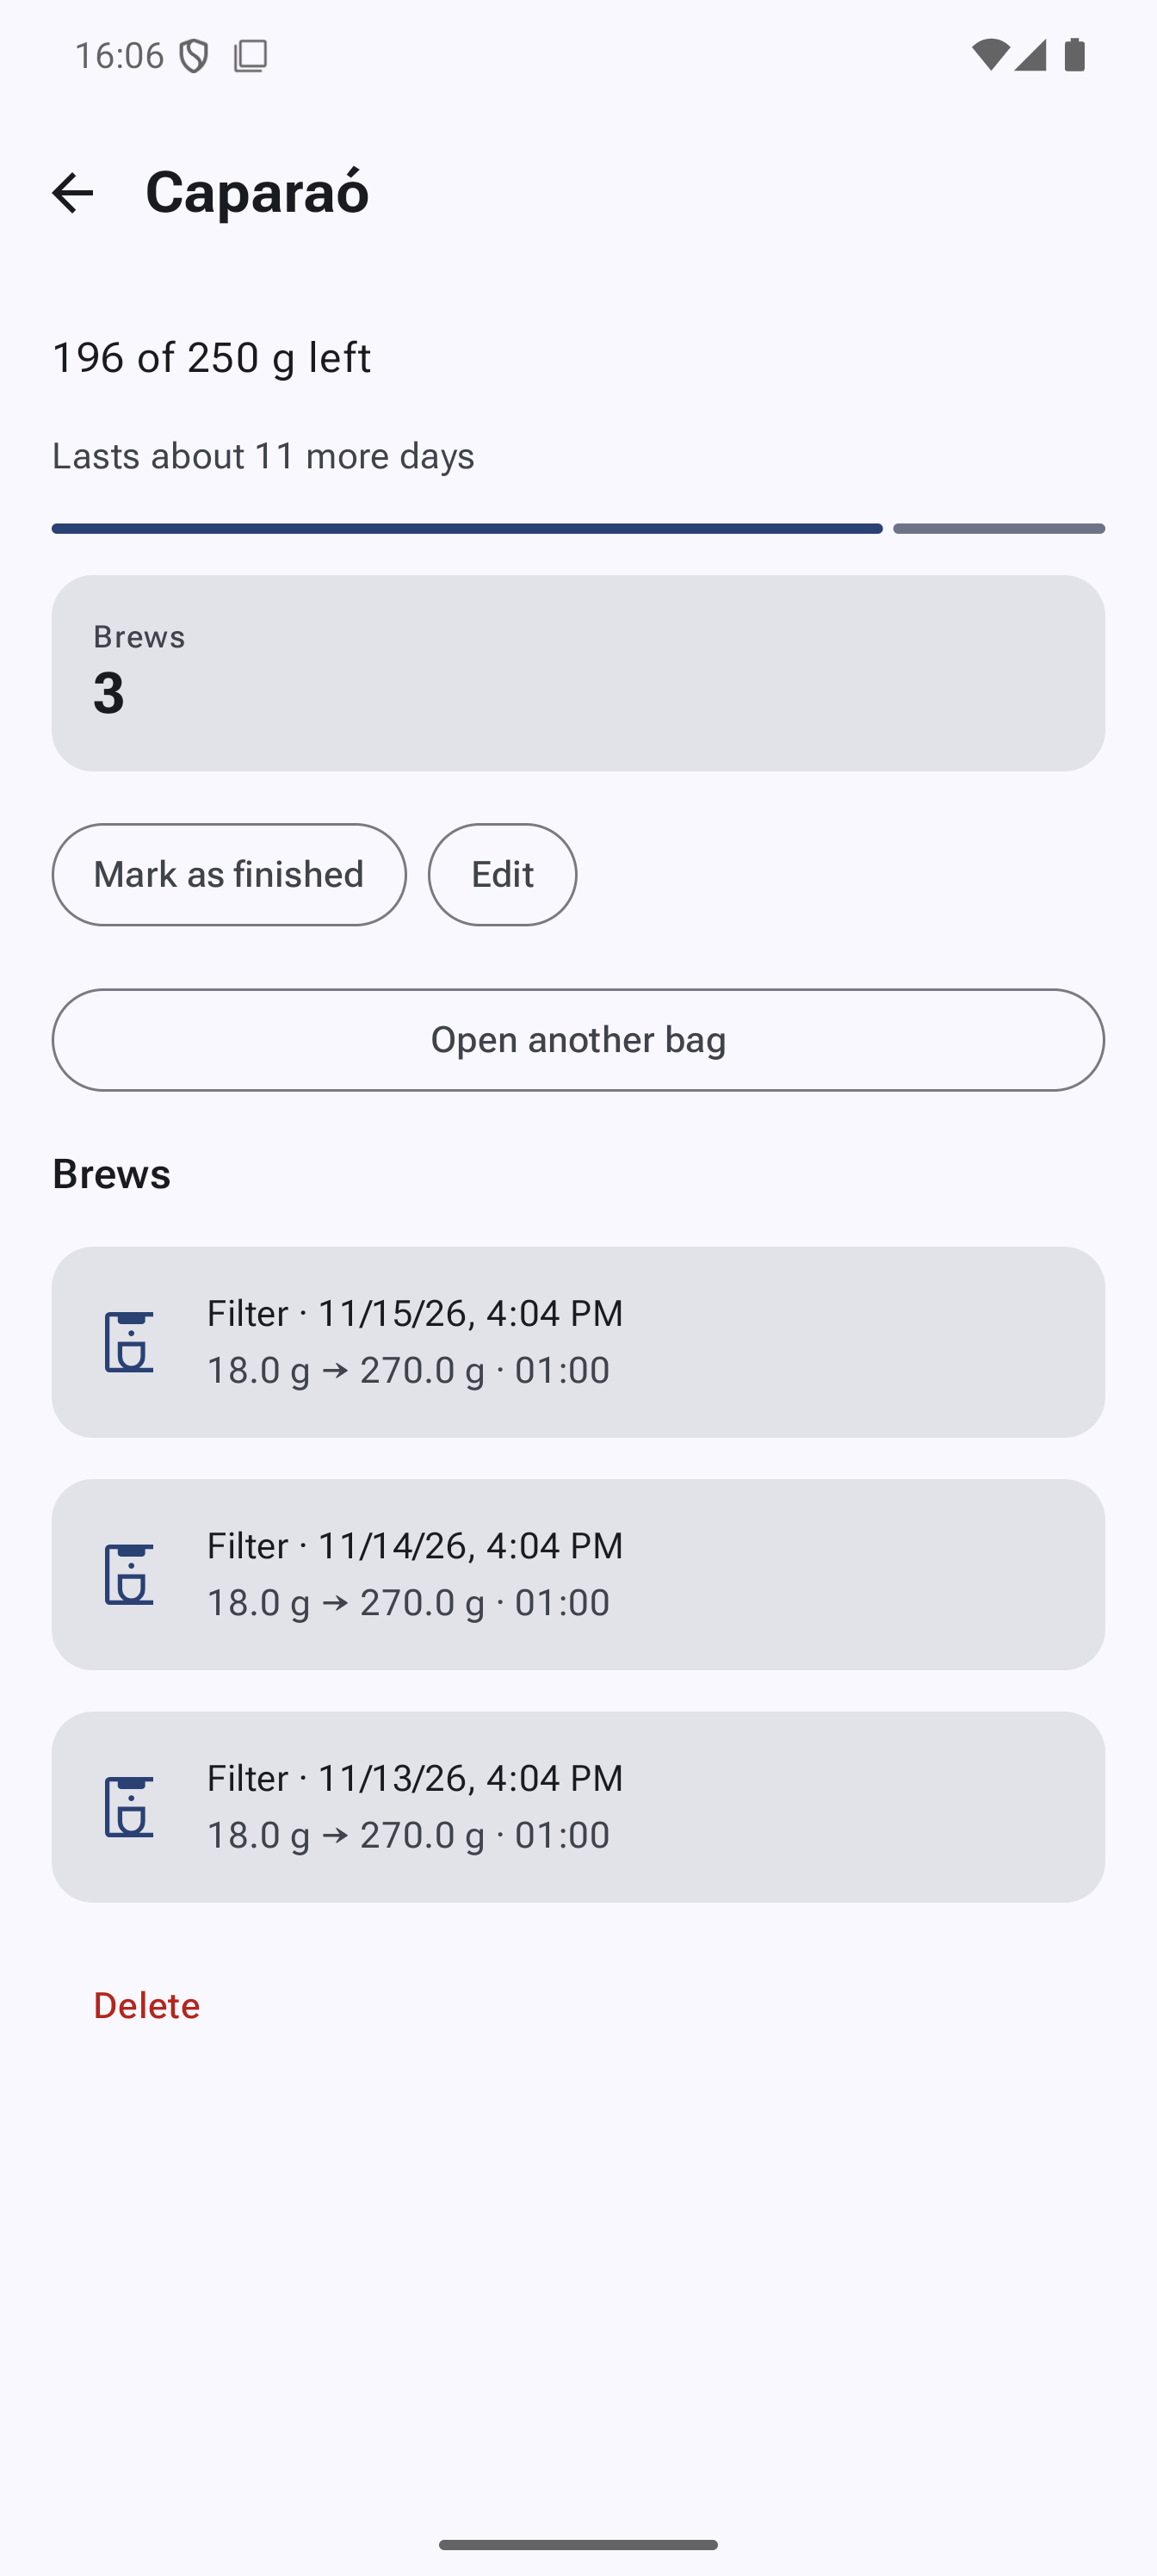 16:06
Caparaó
196 of 250 g left
Lasts about 11 more days
Brews
3
Mark as finished
Edit
Open another bag
Brews
Filter · 11/15/26, 4:04 PM
18.0 g → 270.0 g · 01:00
Filter · 11/14/26, 4:04 PM
18.0 g → 270.0 g · 01:00
Filter · 11/13/26, 4:04 PM
18.0 g → 270.0 g · 01:00
Delete